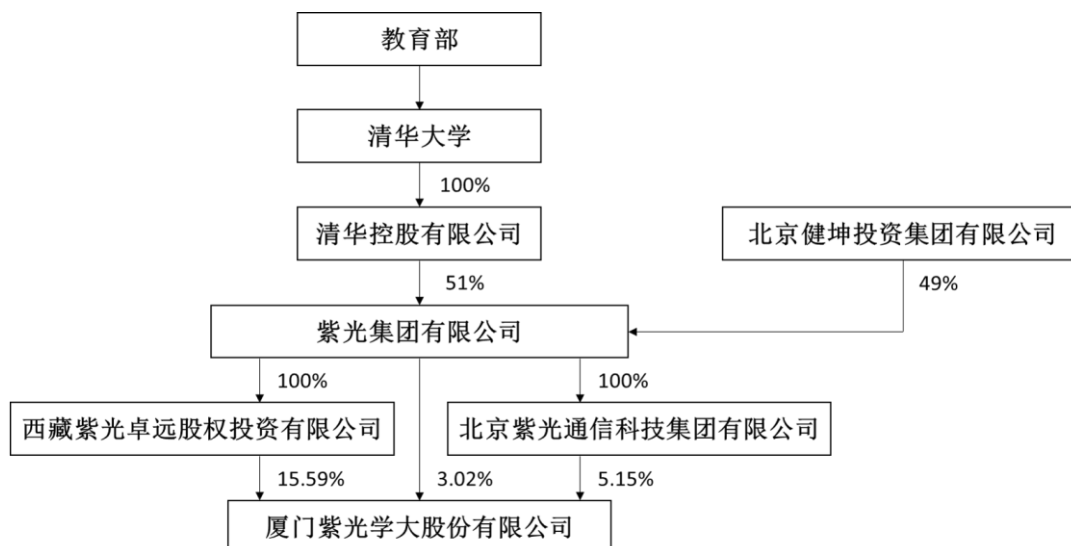 教育部
清华大学
100%
清华控股有限公司
北京健坤投资集团有限公司
51%
49%
紫光集团有限公司
100%
100%
西藏紫光卓远股权投资有限公司
北京紫光通信科技集团有限公司
15.59%
3.02%
5.15%
厦门紫光学大股份有限公司